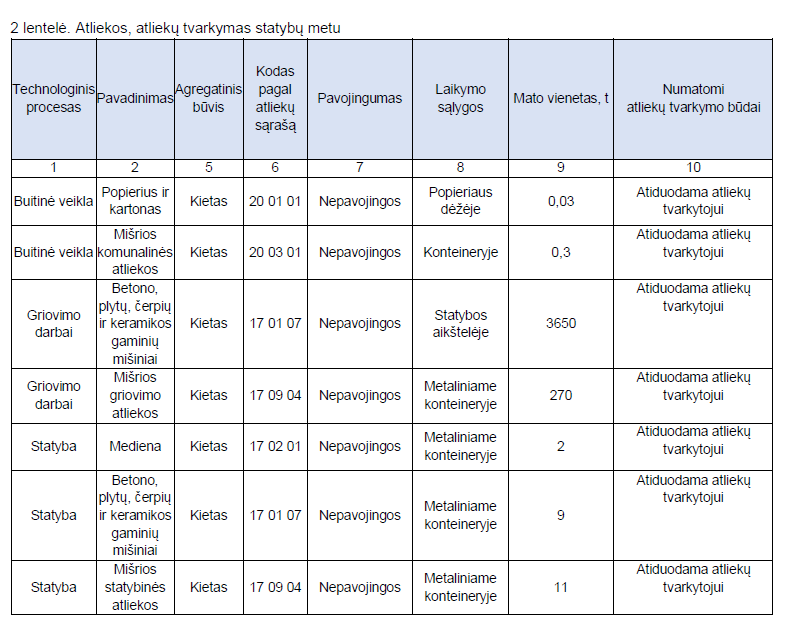 2 lentelė. Atliekos, atliekų tvarkymas statybų metu
Technologinis
procesas
Pavadinimas
Agregatinis
būvis
Kodas
pagal
atliekų
sąrašą
Pavojingumas
Laikymo
sąlygos
Mato vienetas, t
Numatomi
atliekų tvarkymo būdai
1
2
5
6
7
8
9
10
Buitinė veikla
Popierius ir
kartonas
Kietas
20 01 01
Nepavojingos
Popieriaus
dėžėje
0,03
Atiduodama atliekų
tvarkytojui
Buitinė veikla
Mišrios
komunalinės
atliekos
Kietas
20 03 01
Nepavojingos
Konteineryje
0,3
Atiduodama atliekų
tvarkytojui
Griovimo
darbai
Betono,
plytų, čerpių
ir keramikos
gaminių
mišiniai
Kietas
17 01 07
Nepavojingos
Statybos
aikštelėje
3650
Atiduodama atliekų
tvarkytojui
Griovimo
darbai
Mišrios
griovimo
atliekos
Kietas
17 09 04
Nepavojingos
Metaliniame
konteineryje
270
Atiduodama atliekų
tvarkytojui
Statyba
Mediena
Kietas
17 02 01
Nepavojingos
Metaliniame
konteineryje
2
Atiduodama atliekų
tvarkytojui
Statyba
Betono,
plytų, čerpių
ir keramikos
gaminių
mišiniai
Kietas
17 01 07
Nepavojingos
Metaliniame
konteineryje
9
Atiduodama atliekų
tvarkytojui
Statyba
Mišrios
statybinės
atliekos
Kietas
17 09 04
Nepavojingos
Metaliniame
konteineryje
11
Atiduodama atliekų
tvarkytojui